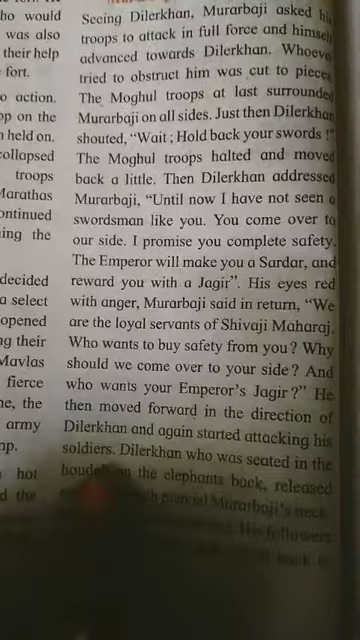 ho would
was also
their help
fort.
o action.
op on the
held on.
collapsed
troops
Marathas
ontinued
ing the
decided
a select
opened
ng their
Mavlas
fierce
ne, the
army
mp.
hot
d the
Seeing Dilerkhan, Murarbaji asked his
troops to attack in full force and himself
advanced towards Dilerkhan. Whoever
tried to obstruct him was cut to pieces
The Moghul troops at last surrounded
Murarbaji on all sides. Just then Dilerkhan
shouted, “Wait ; Hold back your swords !”
The Moghul troops halted and moved
back a little. Then Dilerkhan addressed
Murarbaji, “Until now I have not seen a
swordsman like you. You come over to
our side. I promise you complete safety.
The Emperor will make you a Sardar, and
reward you with a Jagir”. His eyes red
with anger, Murarbaji said in return, “We
are the loyal servants of Shivaji Maharaj.
Who wants to buy safety from you ? Why
should we come over to your side ? And
who wants your Emperor’s Jagir ?” He
then moved forward in the direction of
Dilerkhan and again started attacking his
soldiers. Dilerkhan who was seated in the
on the elephants back, released
pierced Murarbaji’s neck
His followers